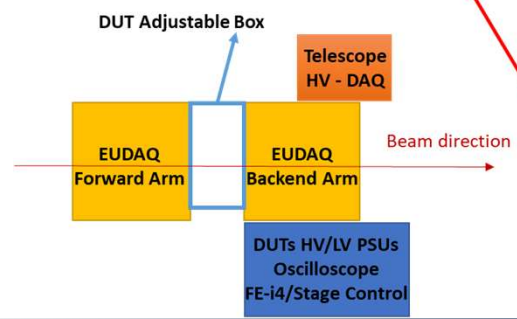 DUT Adjustable Box
Telescope
HV - DAQ
Beam direction
EUDAQ
Forward Arm
EUDAQ
Backend Arm
DUTs HV/LV PSUs
Oscilloscope
FE-i4/Stage Control